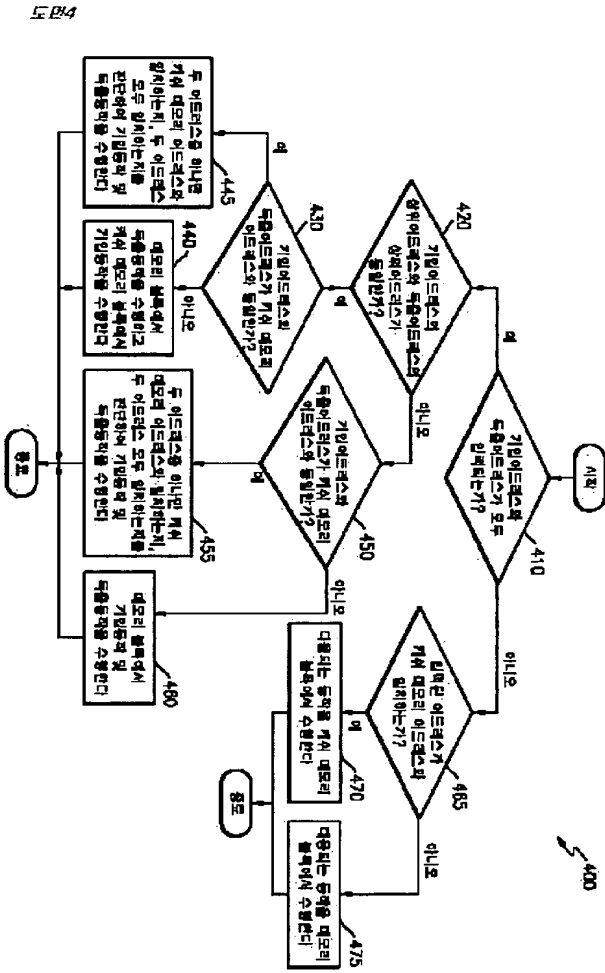 도면4
400
시작
기입어드레스와
독출어드레스가 모두
입력되는가?
410
예
아니오
기입어드레스의
상위어드레스와 독출어드레스의
상위어드레스가
동일한가?
420
예
아니오
입력된 어드레스가
캐쉬 메모리 어드레스와
일치하는가?
465
예
아니오
기입어드레스와
독출어드레스가 캐쉬 메모리
어드레스와 동일한가?
430
예
아니오
기입어드레스와
독출어드레스가 캐쉬 메모리
어드레스와 동일한가?
450
예
아니오
대응되는 동작을 캐쉬 메모리
블록에서 수행한다
470
대응되는 동작을 메모리
블록에서 수행한다
475
종료
두 어드레스중 하나만
캐쉬 메모리 어드레스와
일치하는지, 두 어드레스
모두 일치하는지를
판단하여 기입동작 및
독출동작을 수행한다
445
메모리 블록에서
독출동작을 수행하고
캐쉬 메모리 블록에서
기입동작을 수행한다
440
두 어드레스중 하나만 캐쉬
메모리 어드레스와 일치하는지,
두 어드레스 모두 일치하는지를
판단하여 기입동작 및
독출동작을 수행한다
455
메모리 블록에서
기입동작 및
독출동작을 수행한다
460
종료